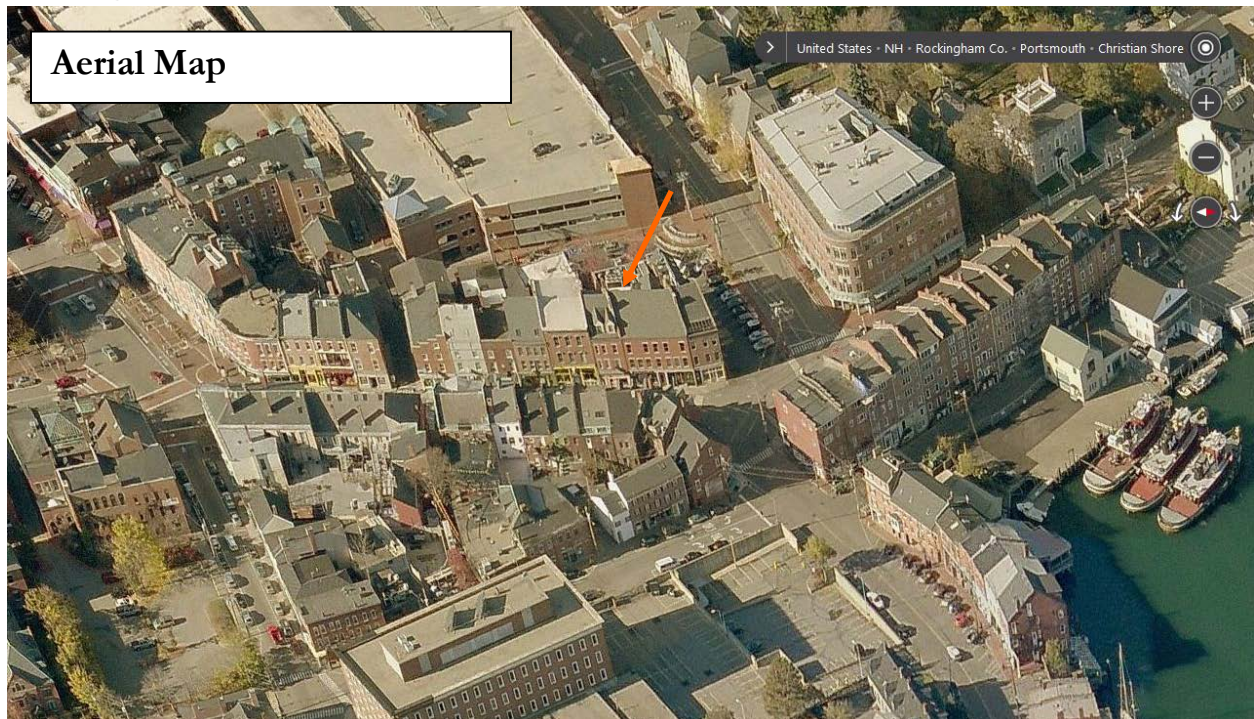 Aerial Map
United States • NH • Rockingham Co. • Portsmouth • Christian Shore